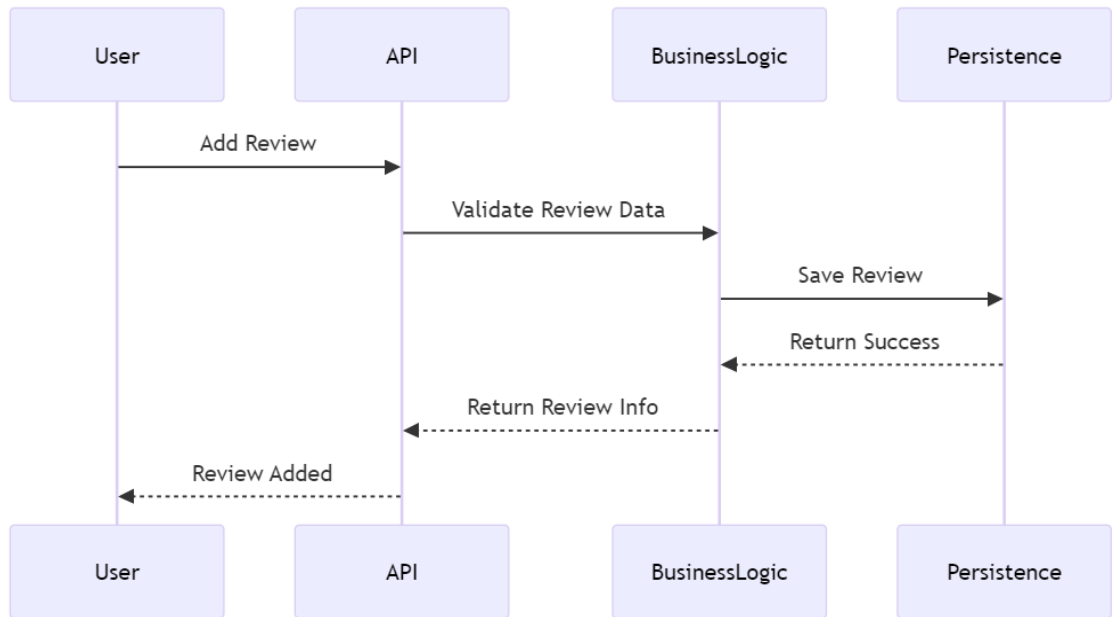 User
API
BusinessLogic
Persistence
Add Review
Validate Review Data
Save Review
Return Success
Return Review Info
Review Added
User
API
BusinessLogic
Persistence